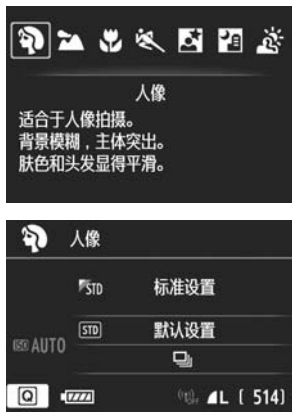 人像
适合于人像拍摄。
背景模糊，主体突出。
肤色和头发显得平滑。
人像
STD 标准设置
STD 默认设置
ISO AUTO
Q OFF L [ 514]